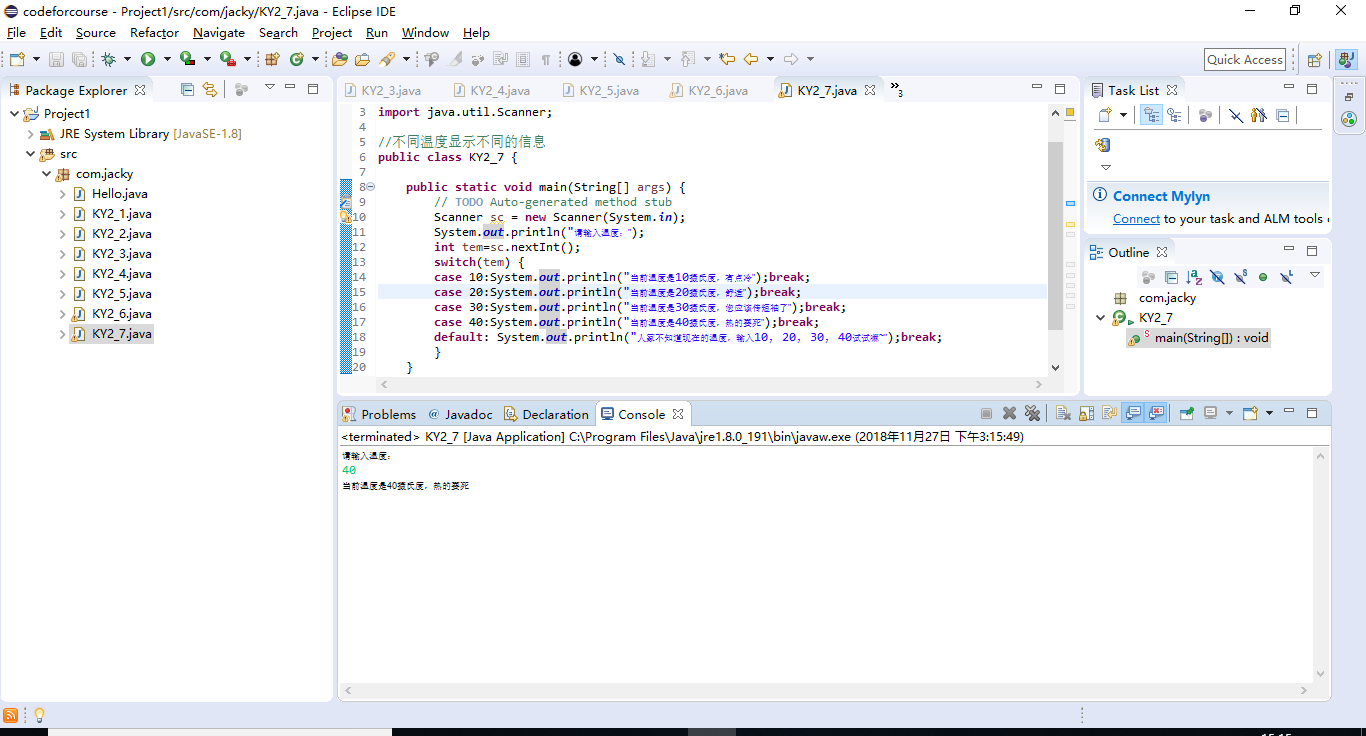 codeforcourse - Project1/src/com/jacky/KY2_7.java - Eclipse IDE
File Edit Source Refactor Navigate Search Project Run Window Help
Quick Access
Package Explorer
Project1
JRE System Library [JavaSE-1.8]
src
com.jacky
Hello.java
KY2_1.java
KY2_2.java
KY2_3.java
KY2_4.java
KY2_5.java
KY2_6.java
KY2_7.java
KY2_3.java KY2_4.java KY2_5.java KY2_6.java KY2_7.java »3
3 import java.util.Scanner;
4
5 //不同温度显示不同的信息
6 public class KY2_7 {
7
8 public static void main(String[] args) {
9 // TODO Auto-generated method stub
10 Scanner sc = new Scanner(System.in);
11 System.out.println("请输入温度：");
12 int tem=sc.nextInt();
13 switch(tem) {
14 case 10:System.out.println("当前温度是10摄氏度，有点冷");break;
15 case 20:System.out.println("当前温度是20摄氏度，舒适");break;
16 case 30:System.out.println("当前温度是30摄氏度，您应该传短袖了");break;
17 case 40:System.out.println("当前温度是40摄氏度，热的要死");break;
18 default: System.out.println("人家不知道现在的温度，输入10, 20, 30, 40试试嘛~");break;
19 }
20 }
Task List
Connect Mylyn
Connect to your task and ALM tools
Outline
com.jacky
KY2_7
main(String[]) : void
Problems @ Javadoc Declaration Console
<terminated> KY2_7 [Java Application] C:\Program Files\Java\jre1.8.0_191\bin\javaw.exe (2018年11月27日 下午3:15:49)
请输入温度：
40
当前温度是40摄氏度，热的要死